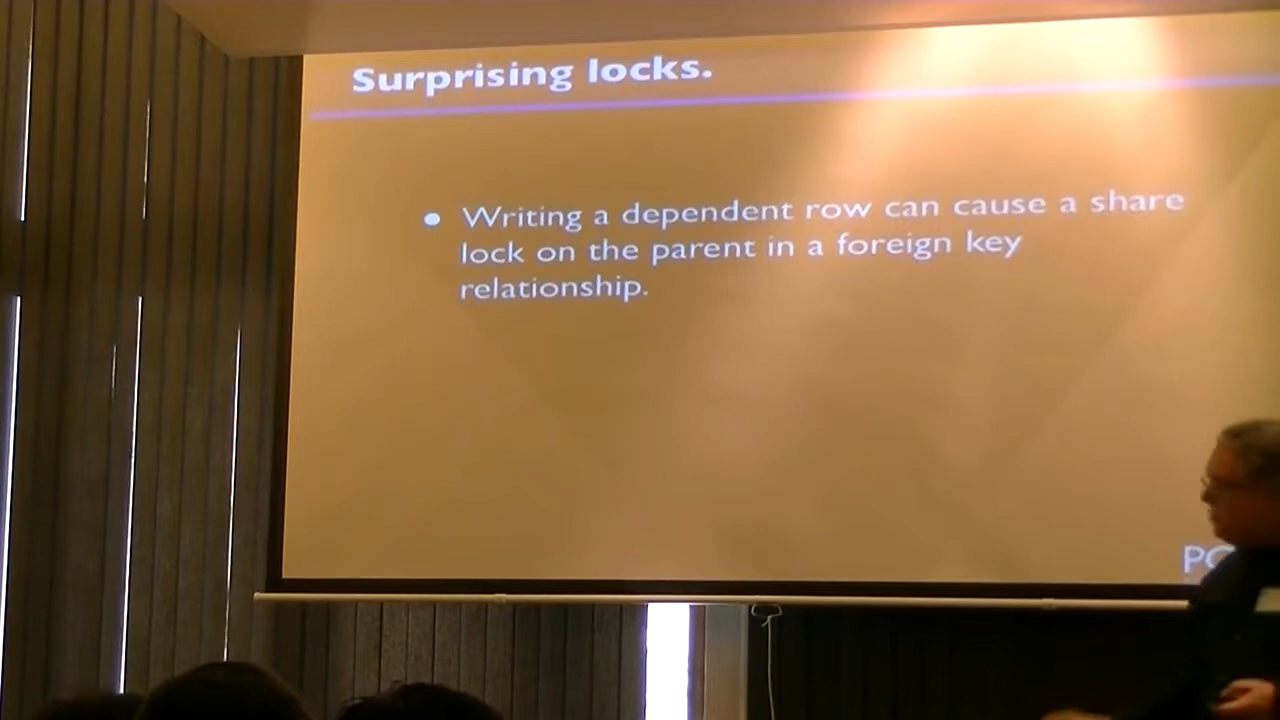 Surprising locks.
• Writing a dependent row can cause a share
lock on the parent in a foreign key
relationship.